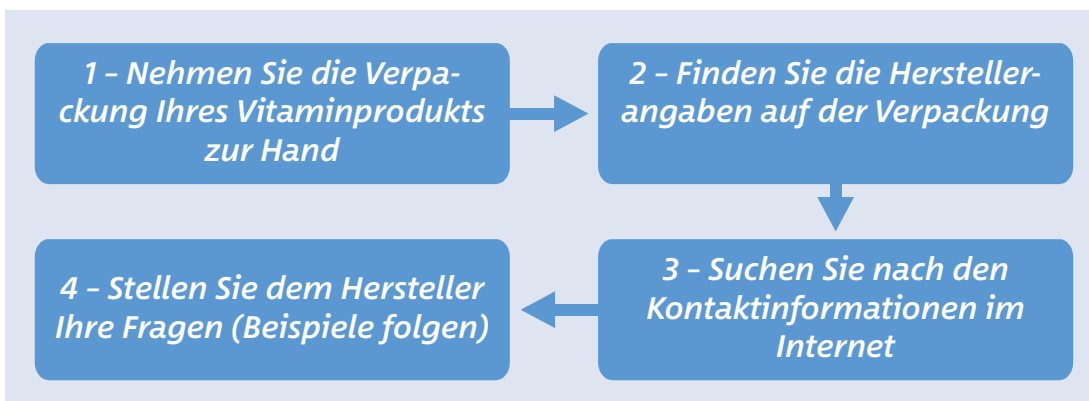 1 – Nehmen Sie die Verpa-
ckung Ihres Vitaminprodukts
zur Hand
2 – Finden Sie die Hersteller-
angaben auf der Verpackung
3 – Suchen Sie nach den
Kontaktinformationen im
Internet
4 – Stellen Sie dem Hersteller
Ihre Fragen (Beispiele folgen)